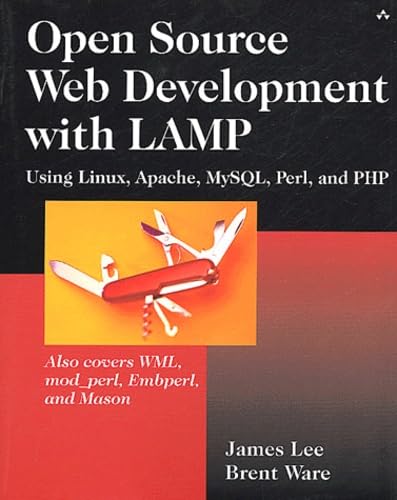 Open Source
Web Development
with LAMP
Using Linux, Apache, MySQL, Perl, and PHP
Also covers WML,
mod_perl, Embperl,
and Mason
James Lee
Brent Ware